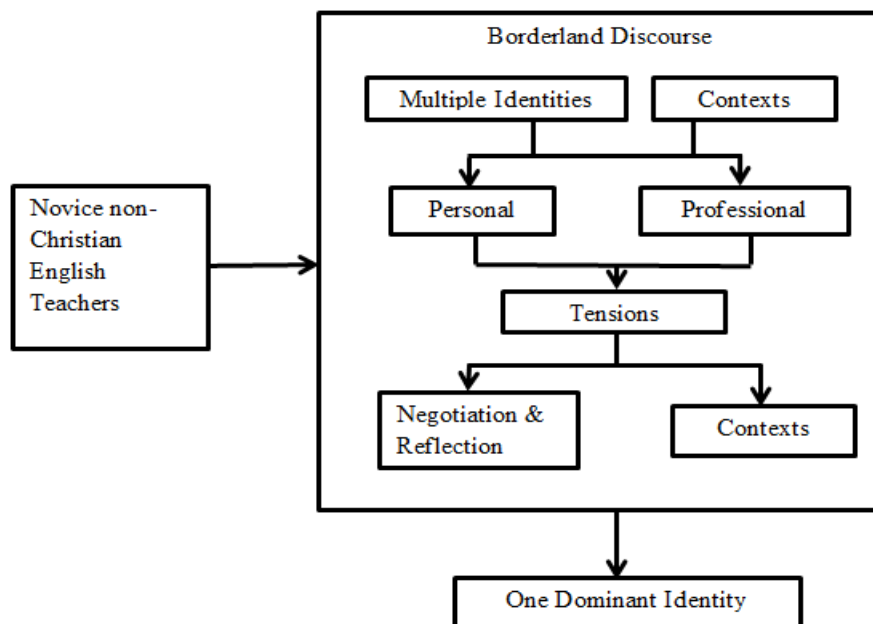 Borderland Discourse
Multiple Identities
Contexts
Novice non-
Christian
English
Teachers
Personal
Professional
Tensions
Negotiation &
Reflection
Contexts
One Dominant Identity